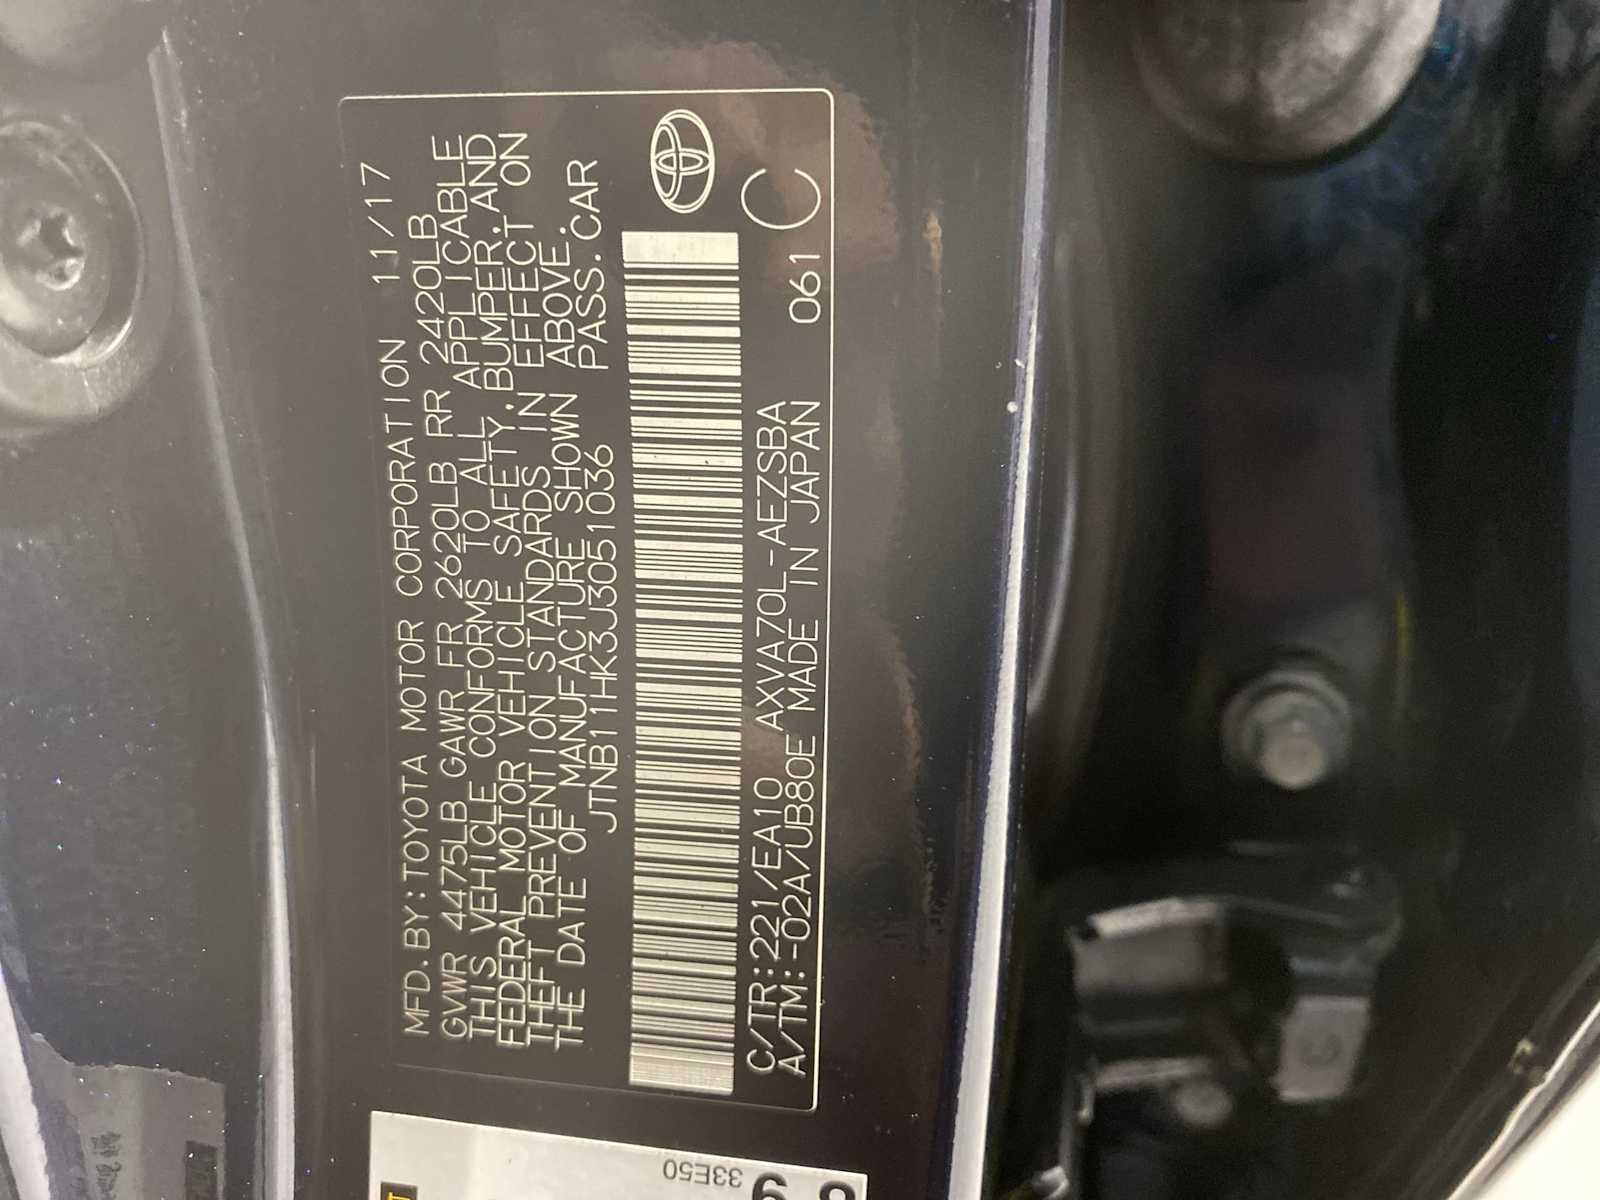 MFD.BY:TOYOTA MOTOR CORPORATION 11/17
GVWR 4475LB GAWR FR 2620LB RR 2420LB
THIS VEHICLE CONFORMS TO ALL APPLICABLE
FEDERAL MOTOR VEHICLE SAFETY.BUMPER.AND
THEFT PREVENTION STANDARDS IN EFFECT ON
THE DATE OF MANUFACTURE SHOWN ABOVE.
JTNB11HK3J3051036 PASS.CAR
C/TR:221/EA10 AXVA70L-AEZSBA 061 C
A/TM:-02A/UB80E MADE IN JAPAN
33E50